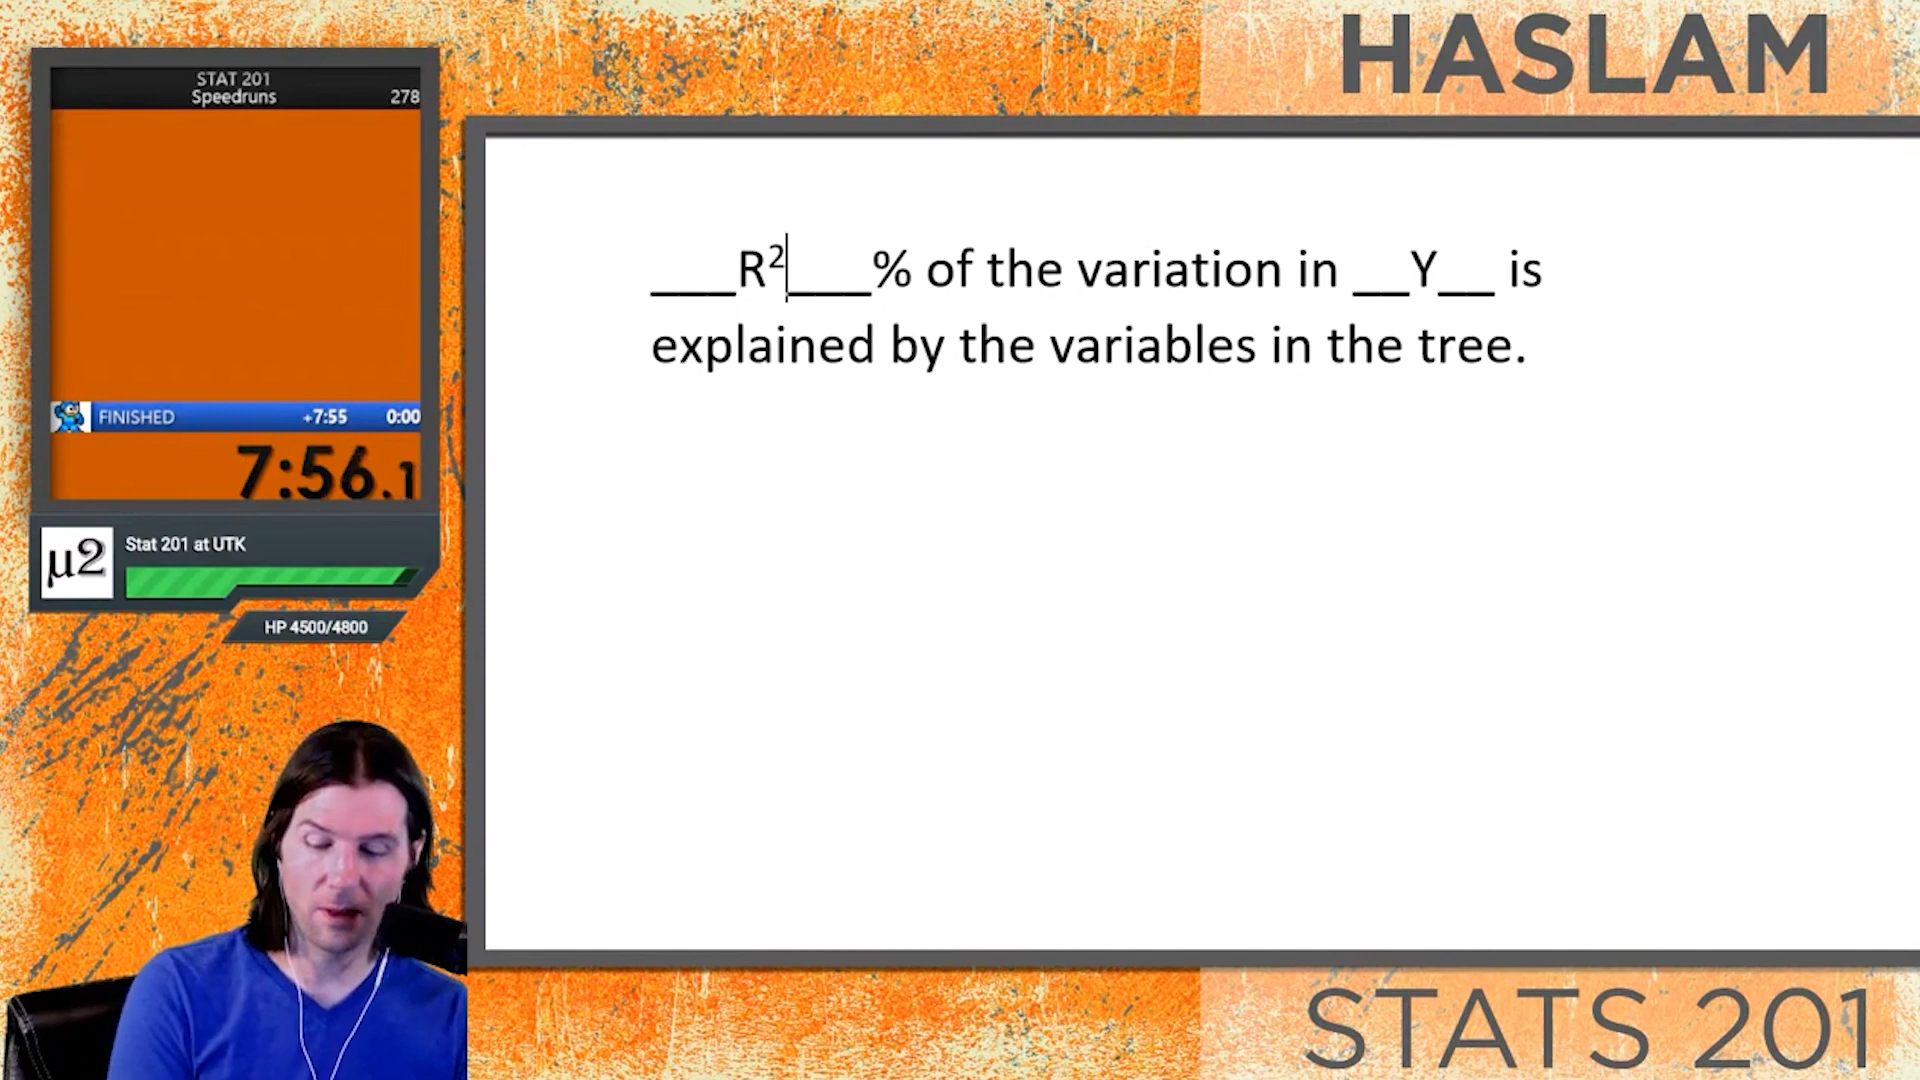 HASLAM
STAT 201
Speedruns 278
___R²___% of the variation in __Y__ is
explained by the variables in the tree.
FINISHED +7:55 0:00
7:56.1
μ2
Stat 201 at UTK
HP 4500/4800
STATS 201